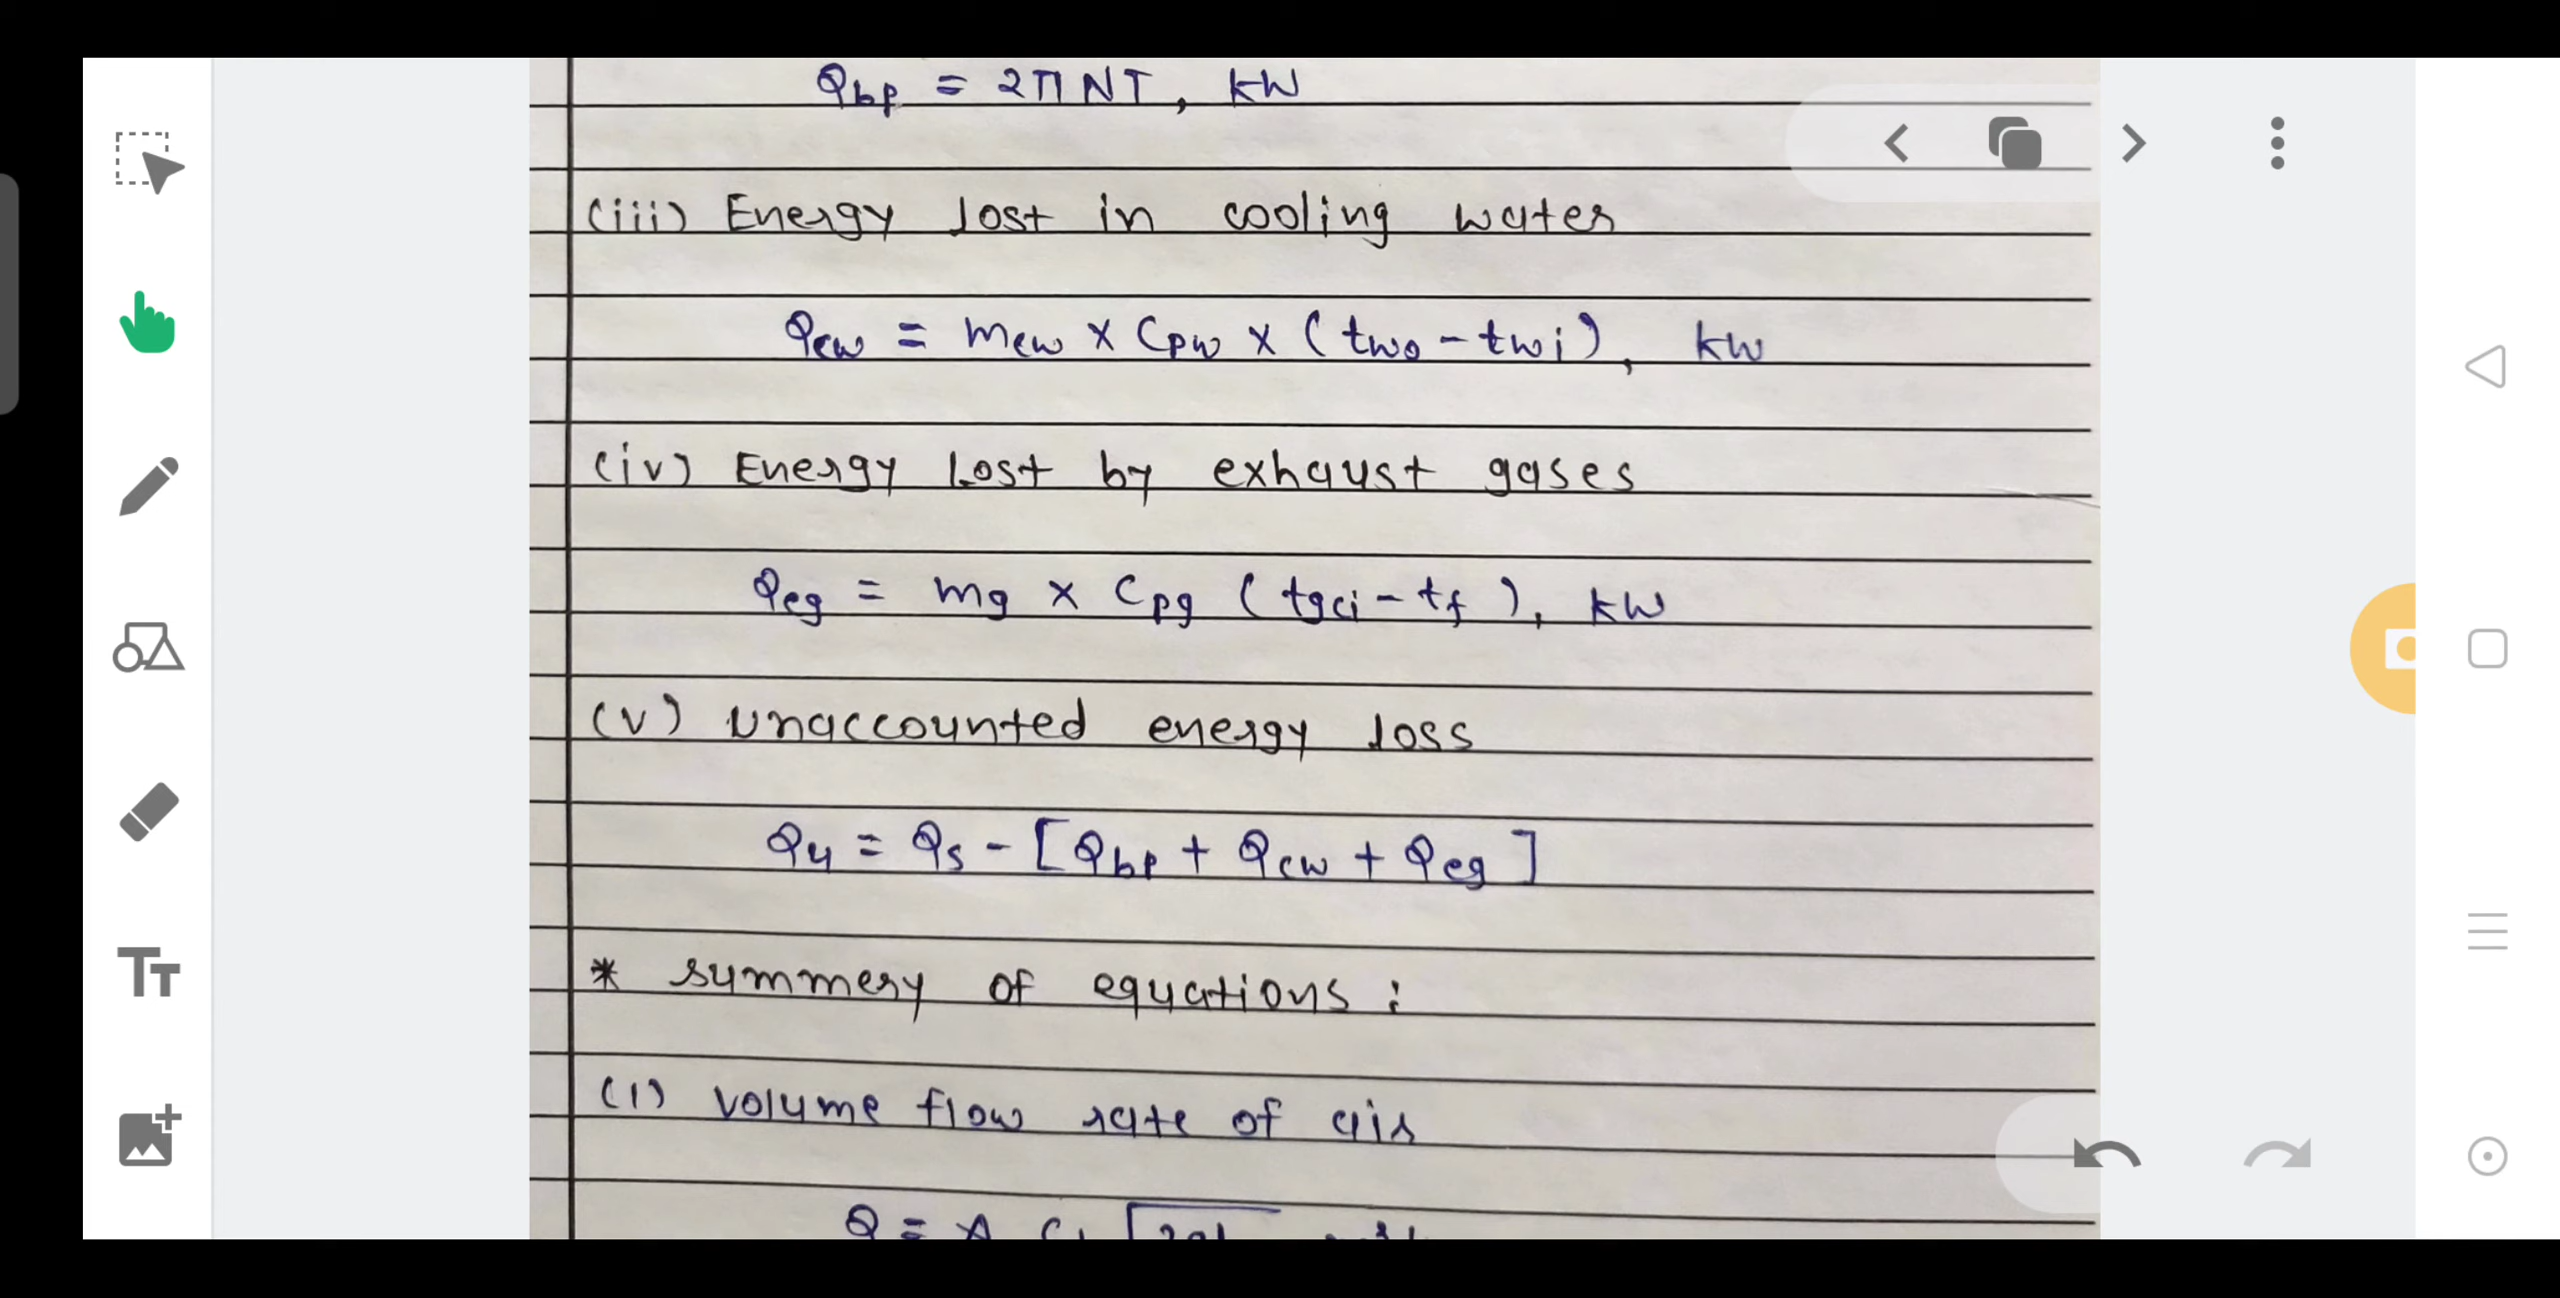 Qbp = 2πNT, kW
(iii) Energy lost in cooling water
Qcw = mcw × Cpw × (two - twi), kw
(iv) Energy Lost by exhaust gases
Qeg = mg × Cpg (tgci - tf), kW
(v) Unaccounted energy loss
Qu = Qs - [Qbp + Qcw + Qeg]
* summery of equations :
(1) volume flow rate of air
Q = A
TT